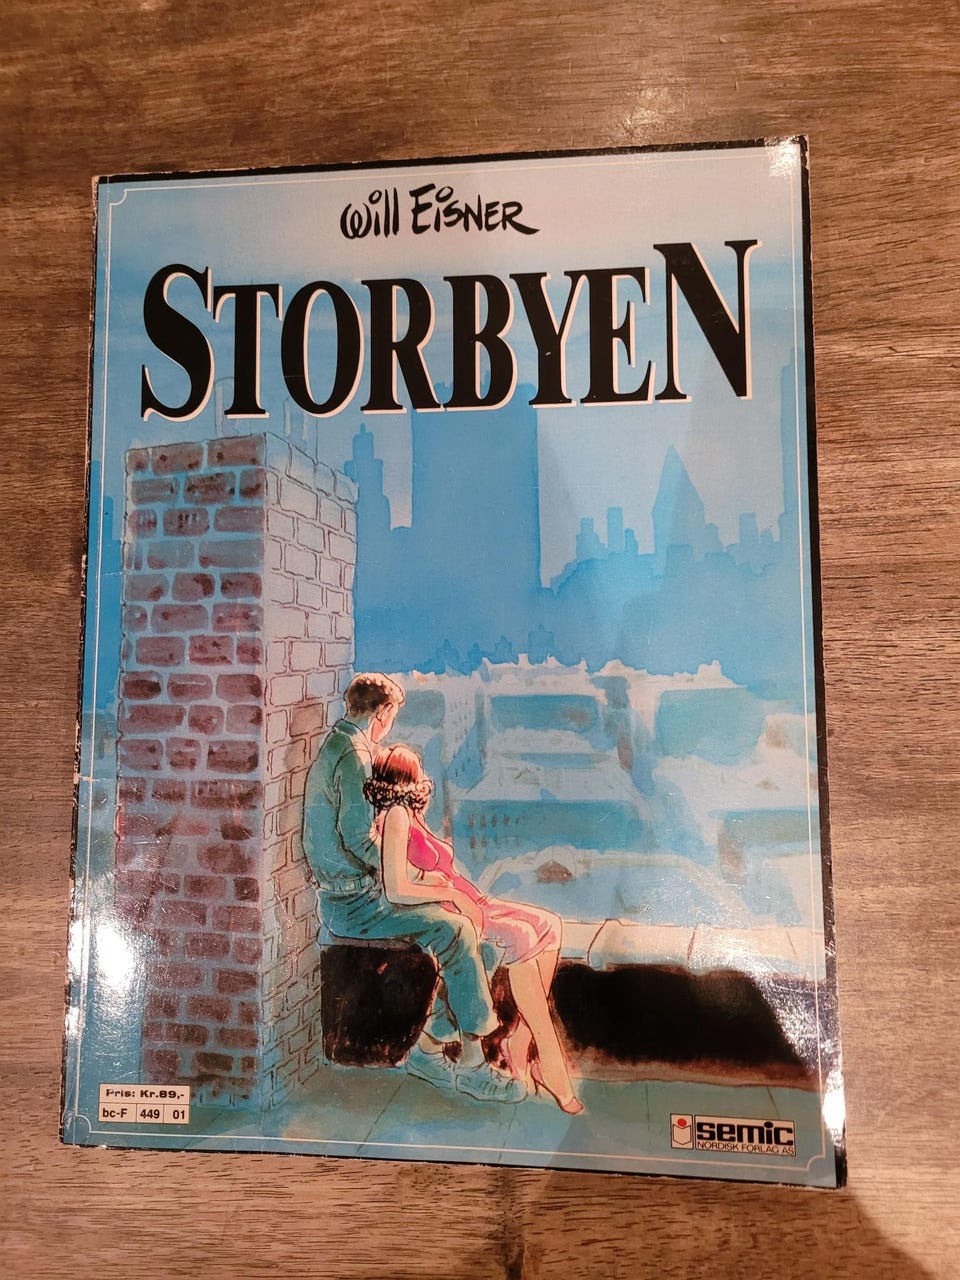 Will EISNER
STORBYEN
Pris: Kr.89,-
bc-F 449 01
semic
NORDISK FORLAG AS